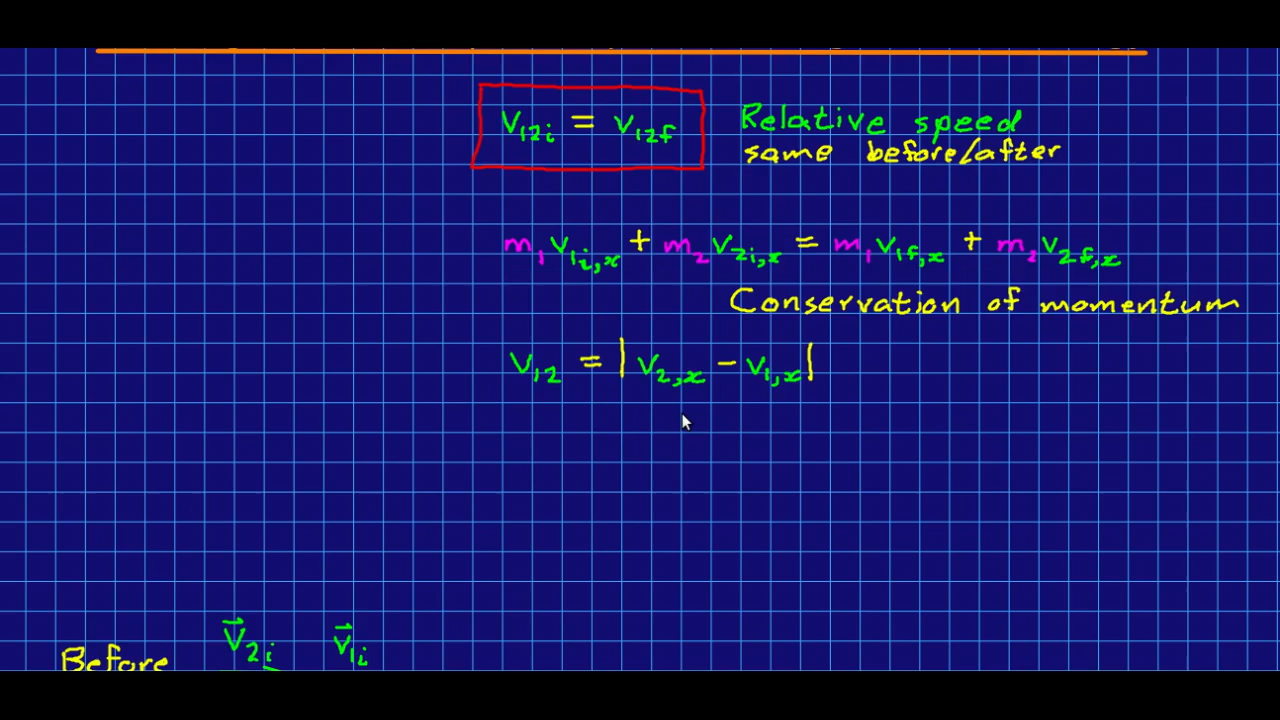 V₁₂ᵢ = V₁₂f Relative speed
same before/after
m₁v₁ᵢ,ₓ + m₂v₂ᵢ,ₓ = m₁v₁f,ₓ + m₂v₂f,ₓ
Conservation of momentum
V₁₂ = |v₂,ₓ - v₁,ₓ|
v⃗₂ᵢ v⃗₁ᵢ
Before